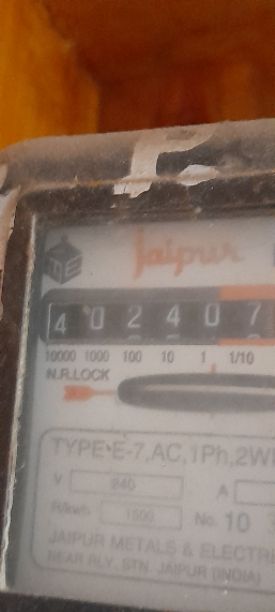 Jaipur
4 0 2 4 0 7
10000 1000 100 10 1 1/10
N.R.LOCK
TYPE E-7, AC, 1Ph, 2W
V 240 A
R/kwh 1500 No. 10
JAIPUR METALS & ELECTR
NEAR RLY. STN. JAIPUR (INDIA)